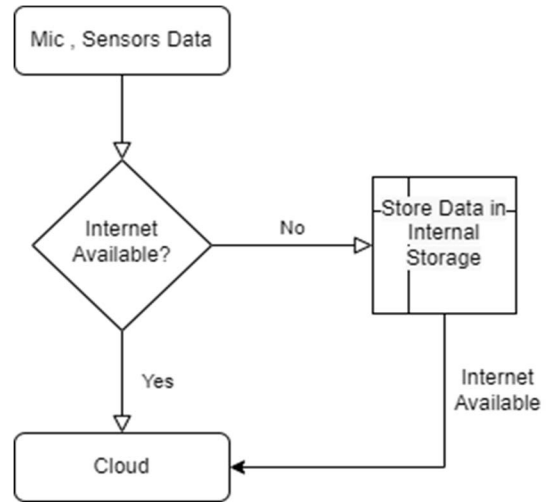 Mic , Sensors Data
Internet
Available?
No
Store Data in
Internal
Storage
Yes
Internet
Available
Cloud